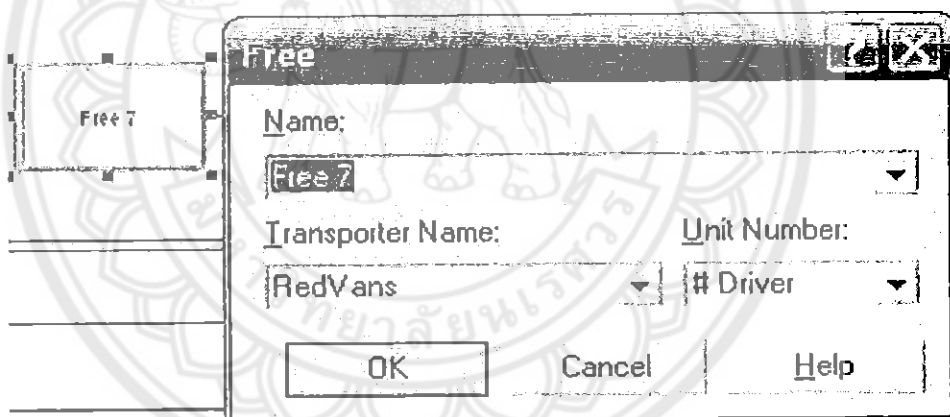 Free
Free 7
Name:
Free 7
Transporter Name:
Unit Number:
RedVans
# Driver
OK
Cancel
Help